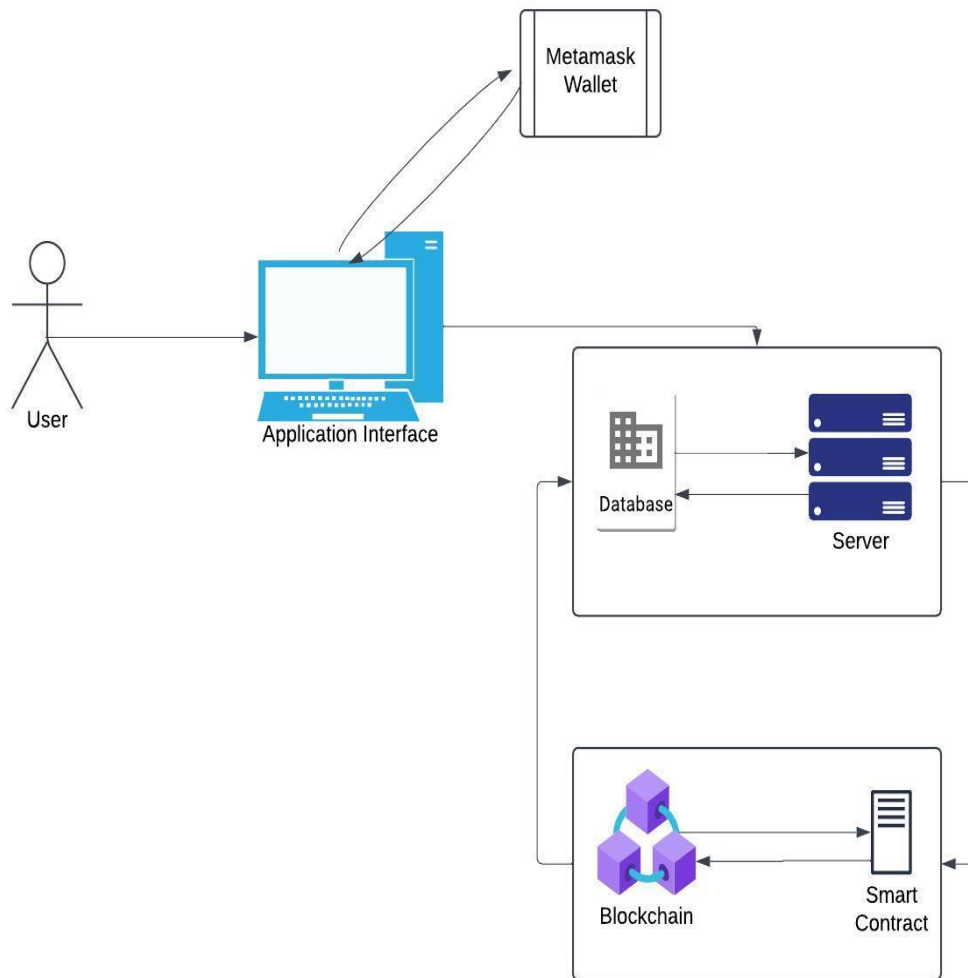 Metamask
Wallet
User
Application Interface
Database
Server
Blockchain
Smart
Contract